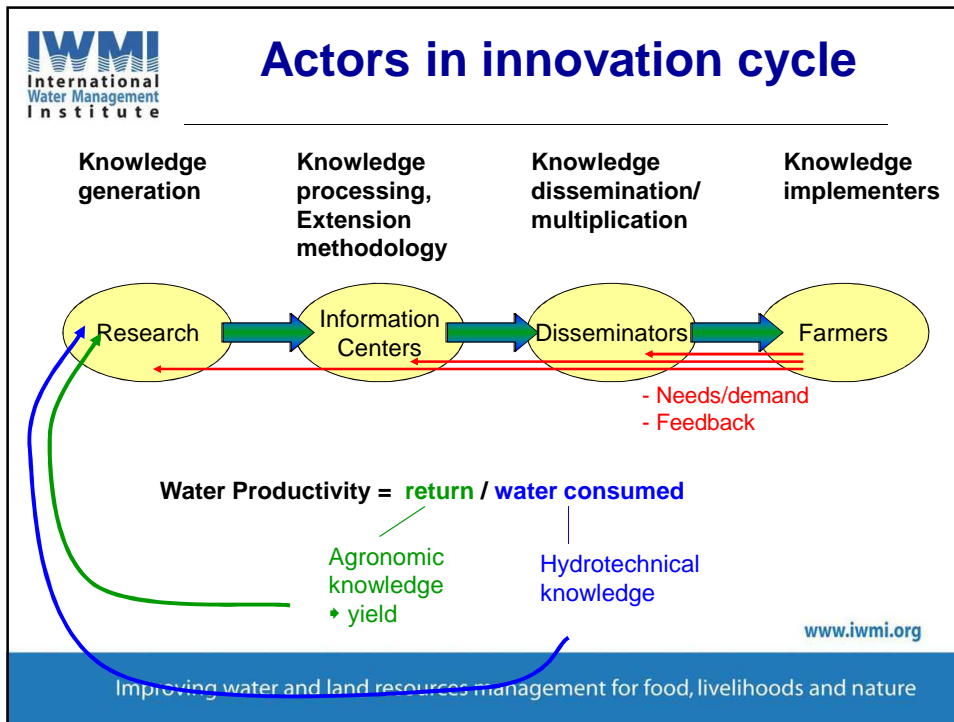 IWMI
International
Water Management
Institute
Actors in innovation cycle
Knowledge
generation
Knowledge
processing,
Extension
methodology
Knowledge
dissemination/
multiplication
Knowledge
implementers
Research
Information
Centers
Disseminators
Farmers
- Needs/demand
- Feedback
Water Productivity = return / water consumed
Agronomic
knowledge
➧ yield
Hydrotechnical
knowledge
www.iwmi.org
Improving water and land resources management for food, livelihoods and nature